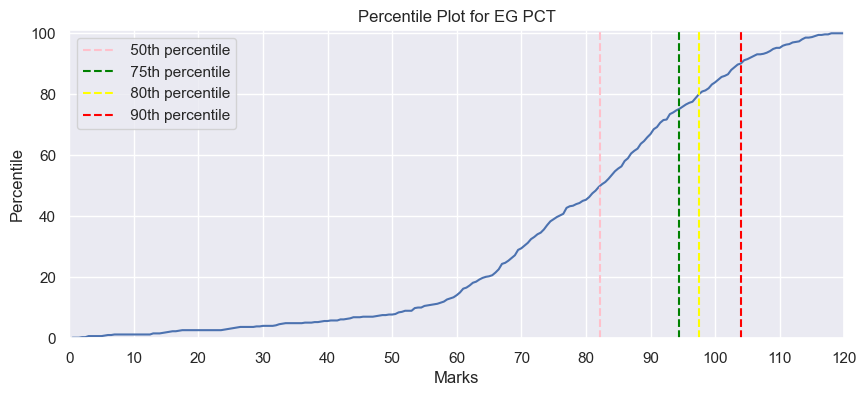 Percentile Plot for EG PCT
50th percentile
75th percentile
80th percentile
90th percentile
Percentile
100
80
60
40
20
0
0 10 20 30 40 50 60 70 80 90 100 110 120
Marks